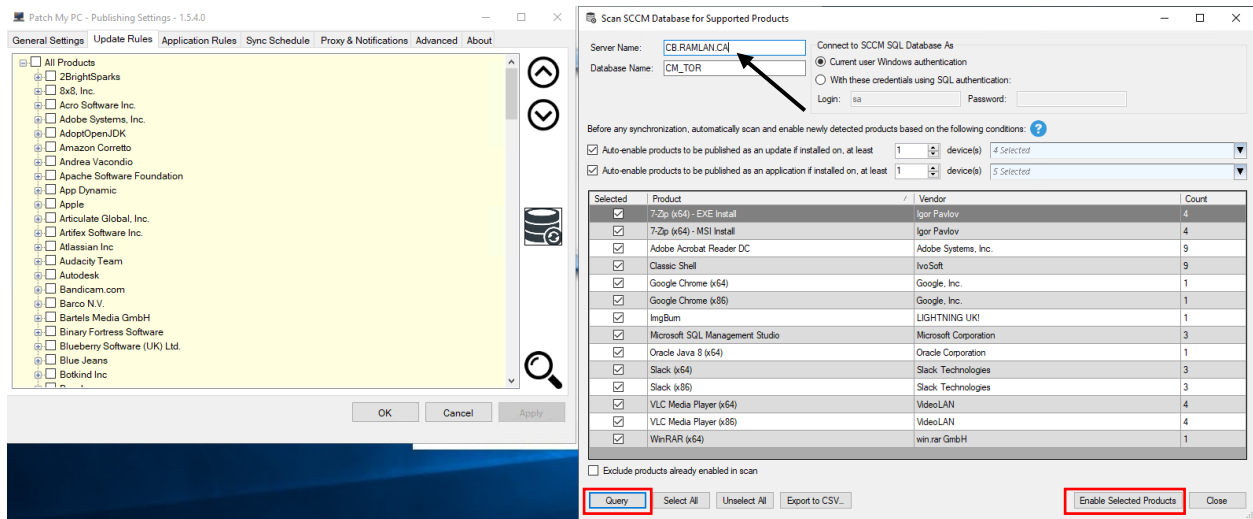 Patch My PC - Publishing Settings - 1.5.4.0
General Settings Update Rules Application Rules Sync Schedule Proxy & Notifications Advanced About
All Products
2BrightSparks
8x8, Inc.
Acro Software Inc.
Adobe Systems, Inc.
AdoptOpenJDK
Amazon Corretto
Andrea Vacondio
Apache Software Foundation
App Dynamic
Apple
Articulate Global, Inc.
Artifex Software Inc.
Atlassian Inc
Audacity Team
Autodesk
Bandicam.com
Barco N.V.
Bartels Media GmbH
Binary Fortress Software
Blueberry Software (UK) Ltd.
Blue Jeans
Botkind Inc
OK Cancel Apply
Scan SCCM Database for Supported Products
Server Name: CB.RAMLAN.CA
Database Name: CM_TOR
Connect to SCCM SQL Database As
Current user Windows authentication
With these credentials using SQL authentication:
Login: sa Password:
Before any synchronization, automatically scan and enable newly detected products based on the following conditions: ?
Auto-enable products to be published as an update if installed on, at least 1 device(s) 4 Selected
Auto-enable products to be published as an application if installed on, at least 1 device(s) 5 Selected
Selected Product Vendor Count
7-Zip (x64) - EXE Install Igor Pavlov 4
7-Zip (x64) - MSI Install Igor Pavlov 4
Adobe Acrobat Reader DC Adobe Systems, Inc. 9
Classic Shell IvoSoft 9
Google Chrome (x64) Google, Inc. 1
Google Chrome (x86) Google, Inc. 1
ImgBurn LIGHTNING UK! 1
Microsoft SQL Management Studio Microsoft Corporation 3
Oracle Java 8 (x64) Oracle Corporation 1
Slack (x64) Slack Technologies 3
Slack (x86) Slack Technologies 3
VLC Media Player (x64) VideoLAN 4
VLC Media Player (x86) VideoLAN 4
WinRAR (x64) win.rar GmbH 1
Exclude products already enabled in scan
Query Select All Unselect All Export to CSV... Enable Selected Products Close